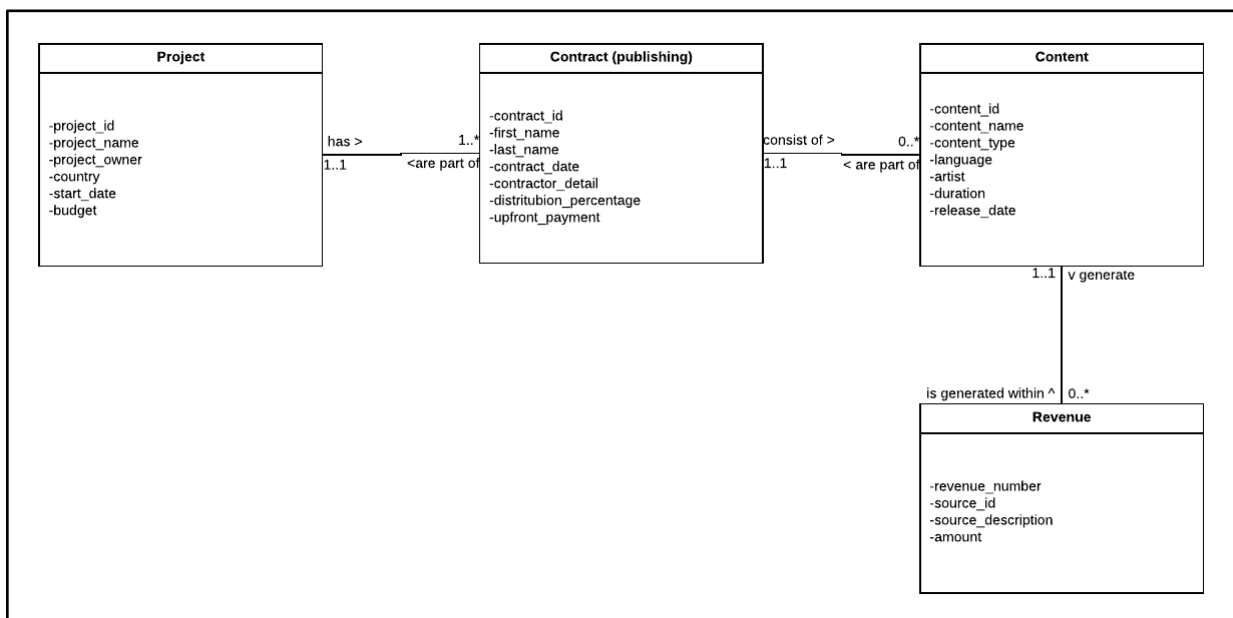 Project
-project_id
-project_name
-project_owner
-country
-start_date
-budget
has >
1..1
1..*
<are part of
Contract (publishing)
-contract_id
-first_name
-last_name
-contract_date
-contractor_detail
-distritubion_percentage
-upfront_payment
consist of >
1..1
0..*
< are part of
Content
-content_id
-content_name
-content_type
-language
-artist
-duration
-release_date
1..1
v generate
is generated within ^
0..*
Revenue
-revenue_number
-source_id
-source_description
-amount